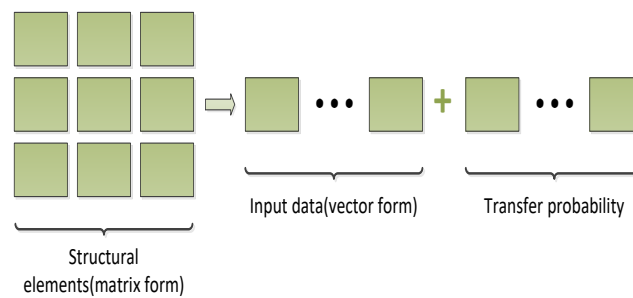 +
Input data(vector form)
Transfer probability
Structural
elements(matrix form)